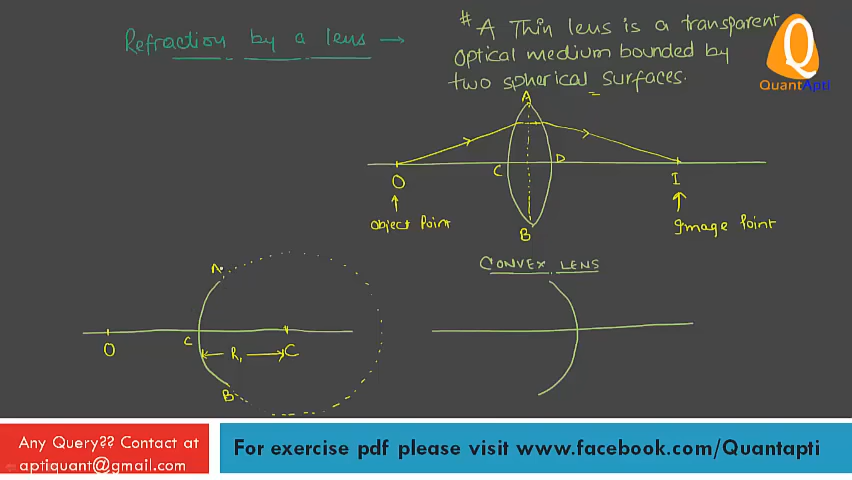 Refraction by a lens →
# A Thin lens is a transparent
optical medium bounded by
two spherical surfaces.
Q
QuantApti
A
C
D
O
I
B
object Point
Image Point
CONVEX LENS
A
C
O
R₁
C
B
Any Query?? Contact at
aptiquant@gmail.com
For exercise pdf please visit www.facebook.com/Quantapti